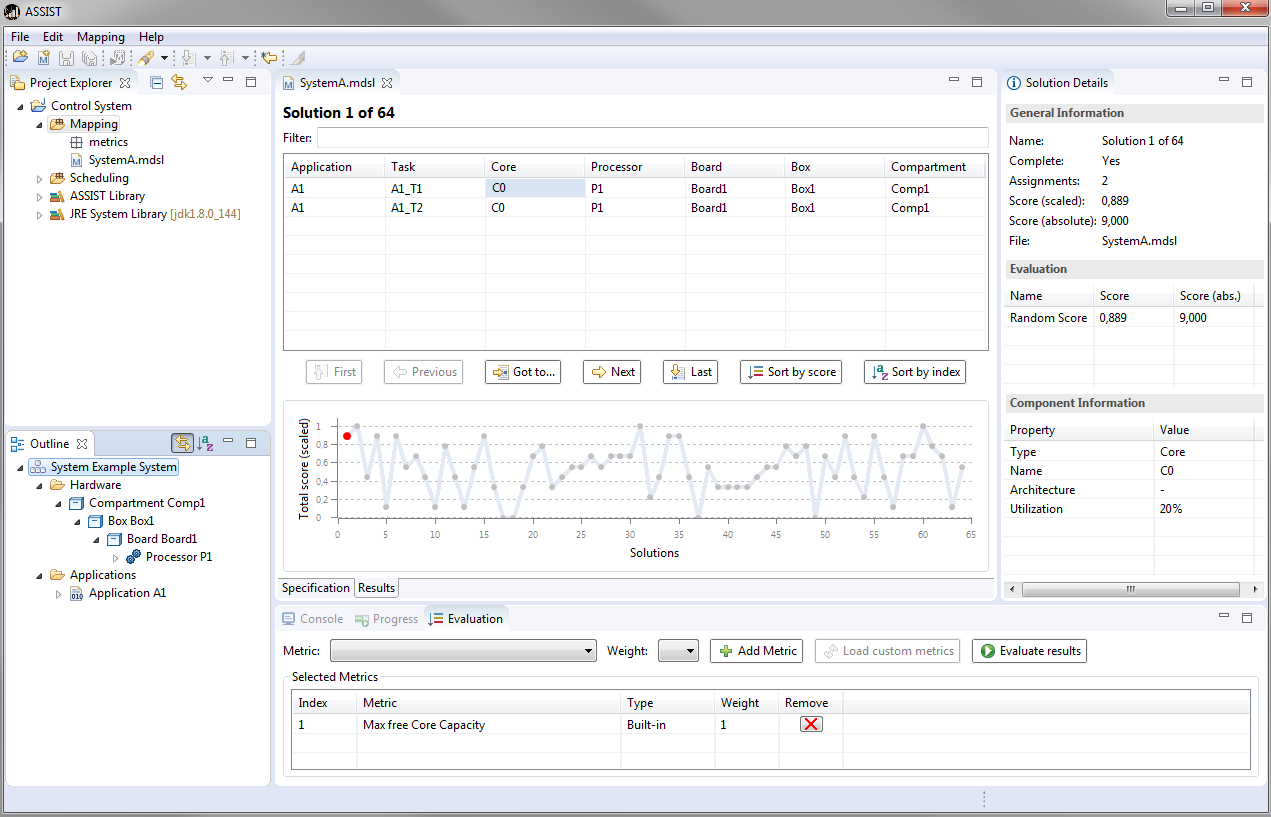 ASSIST
File Edit Mapping Help
Project Explorer
Control System
Mapping
metrics
SystemA.mdsl
Scheduling
ASSIST Library
JRE System Library [jdk1.8.0_144]
Outline
System Example System
Hardware
Compartment Comp1
Box Box1
Board Board1
Processor P1
Applications
Application A1
SystemA.mdsl
Solution 1 of 64
Filter:
Application Task Core Processor Board Box Compartment
A1 A1_T1 C0 P1 Board1 Box1 Comp1
A1 A1_T2 C0 P1 Board1 Box1 Comp1
First Previous Got to... Next Last Sort by score Sort by index
Total score (scaled)
1
0,8
0,6
0,4
0,2
0
0 5 10 15 20 25 30 35 40 45 50 55 60 65
Solutions
Specification Results
Console Progress Evaluation
Metric: Weight: Add Metric Load custom metrics Evaluate results
Selected Metrics
Index Metric Type Weight Remove
1 Max free Core Capacity Built-in 1
Solution Details
General Information
Name: Solution 1 of 64
Complete: Yes
Assignments: 2
Score (scaled): 0,889
Score (absolute): 9,000
File: SystemA.mdsl
Evaluation
Name Score Score (abs.)
Random Score 0,889 9,000
Component Information
Property Value
Type Core
Name C0
Architecture -
Utilization 20%